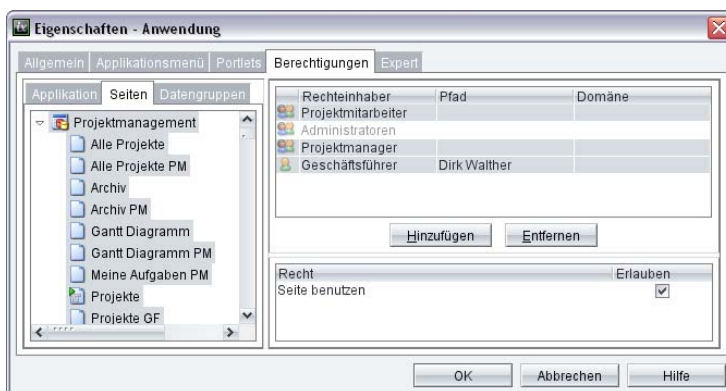 Eigenschaften - Anwendung
Allgemein Applikationsmenü Portlets Berechtigungen Expert
Applikation Seiten Datengruppen
Projektmanagement
Alle Projekte
Alle Projekte PM
Archiv
Archiv PM
Gantt Diagramm
Gantt Diagramm PM
Meine Aufgaben PM
Projekte
Projekte GF
Rechteinhaber Pfad Domäne
Projektmitarbeiter
Administratoren
Projektmanager
Geschäftsführer Dirk Walther
Hinzufügen Entfernen
Recht Erlauben
Seite benutzen
OK Abbrechen Hilfe